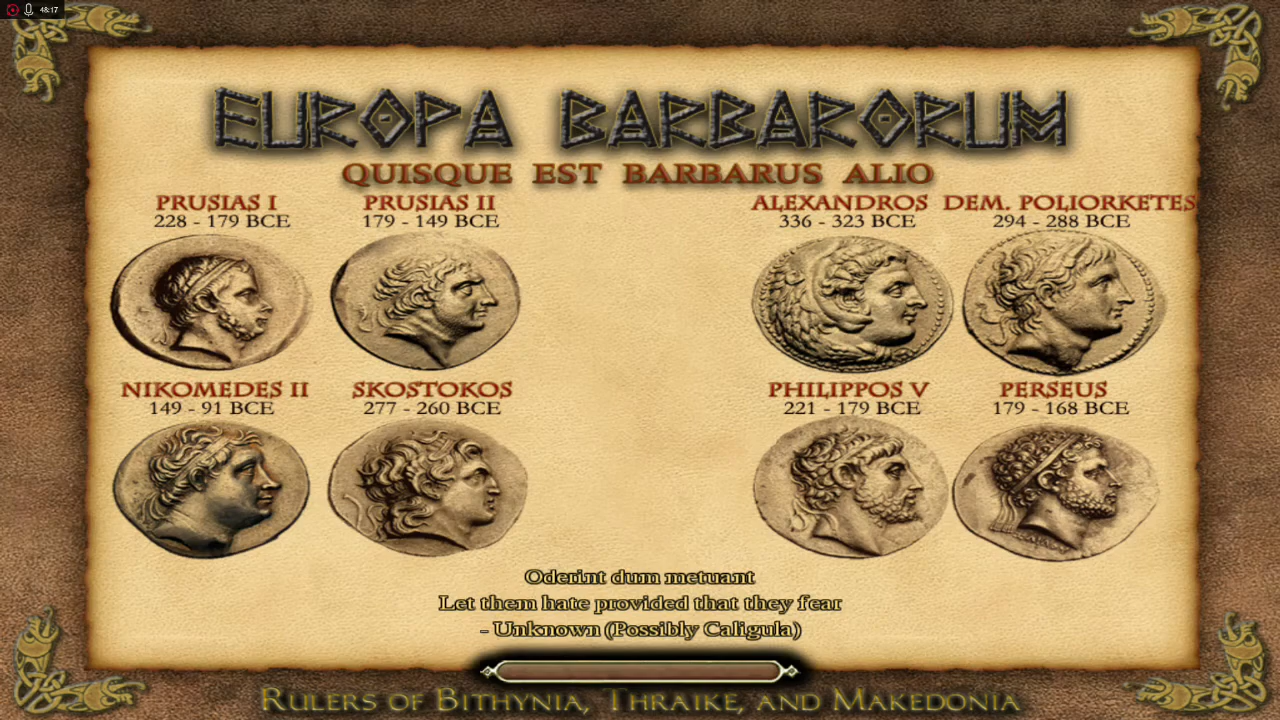 48:17
EUROPA BARBARORUM
QUISQUE EST BARBARUS ALIO
PRUSIAS I
228 - 179 BCE
PRUSIAS II
179 - 149 BCE
ALEXANDROS
336 - 323 BCE
DEM. POLIORKETES
294 - 288 BCE
NIKOMEDES II
149 - 91 BCE
SKOSTOKOS
277 - 260 BCE
PHILIPPOS V
221 - 179 BCE
PERSEUS
179 - 168 BCE
Oderint dum metuant
Let them hate provided that they fear
- Unknown (Possibly Caligula)
Rulers of Bithynia, Thraike, and Makedonía